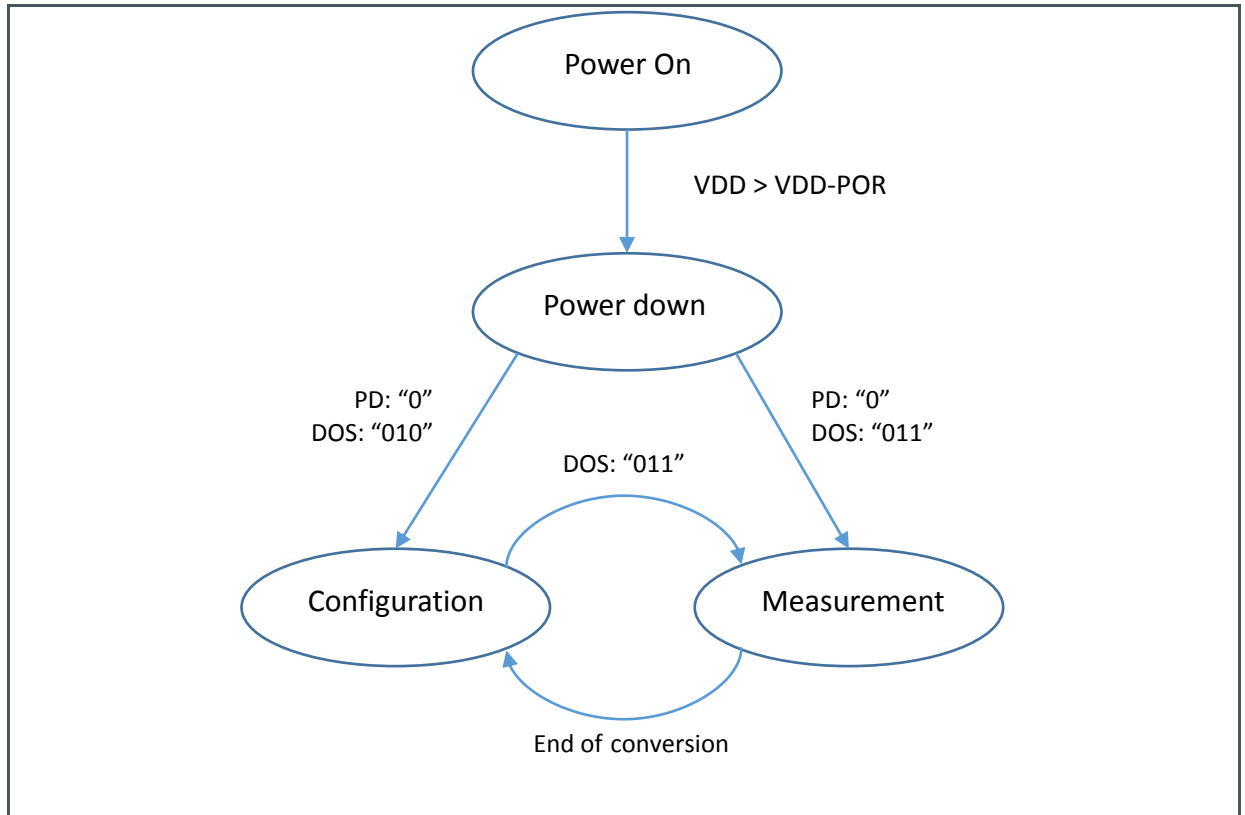 Power On
VDD > VDD-POR
Power down
PD: “0”
DOS: “010”
PD: “0”
DOS: “011”
DOS: “011”
Configuration
Measurement
End of conversion